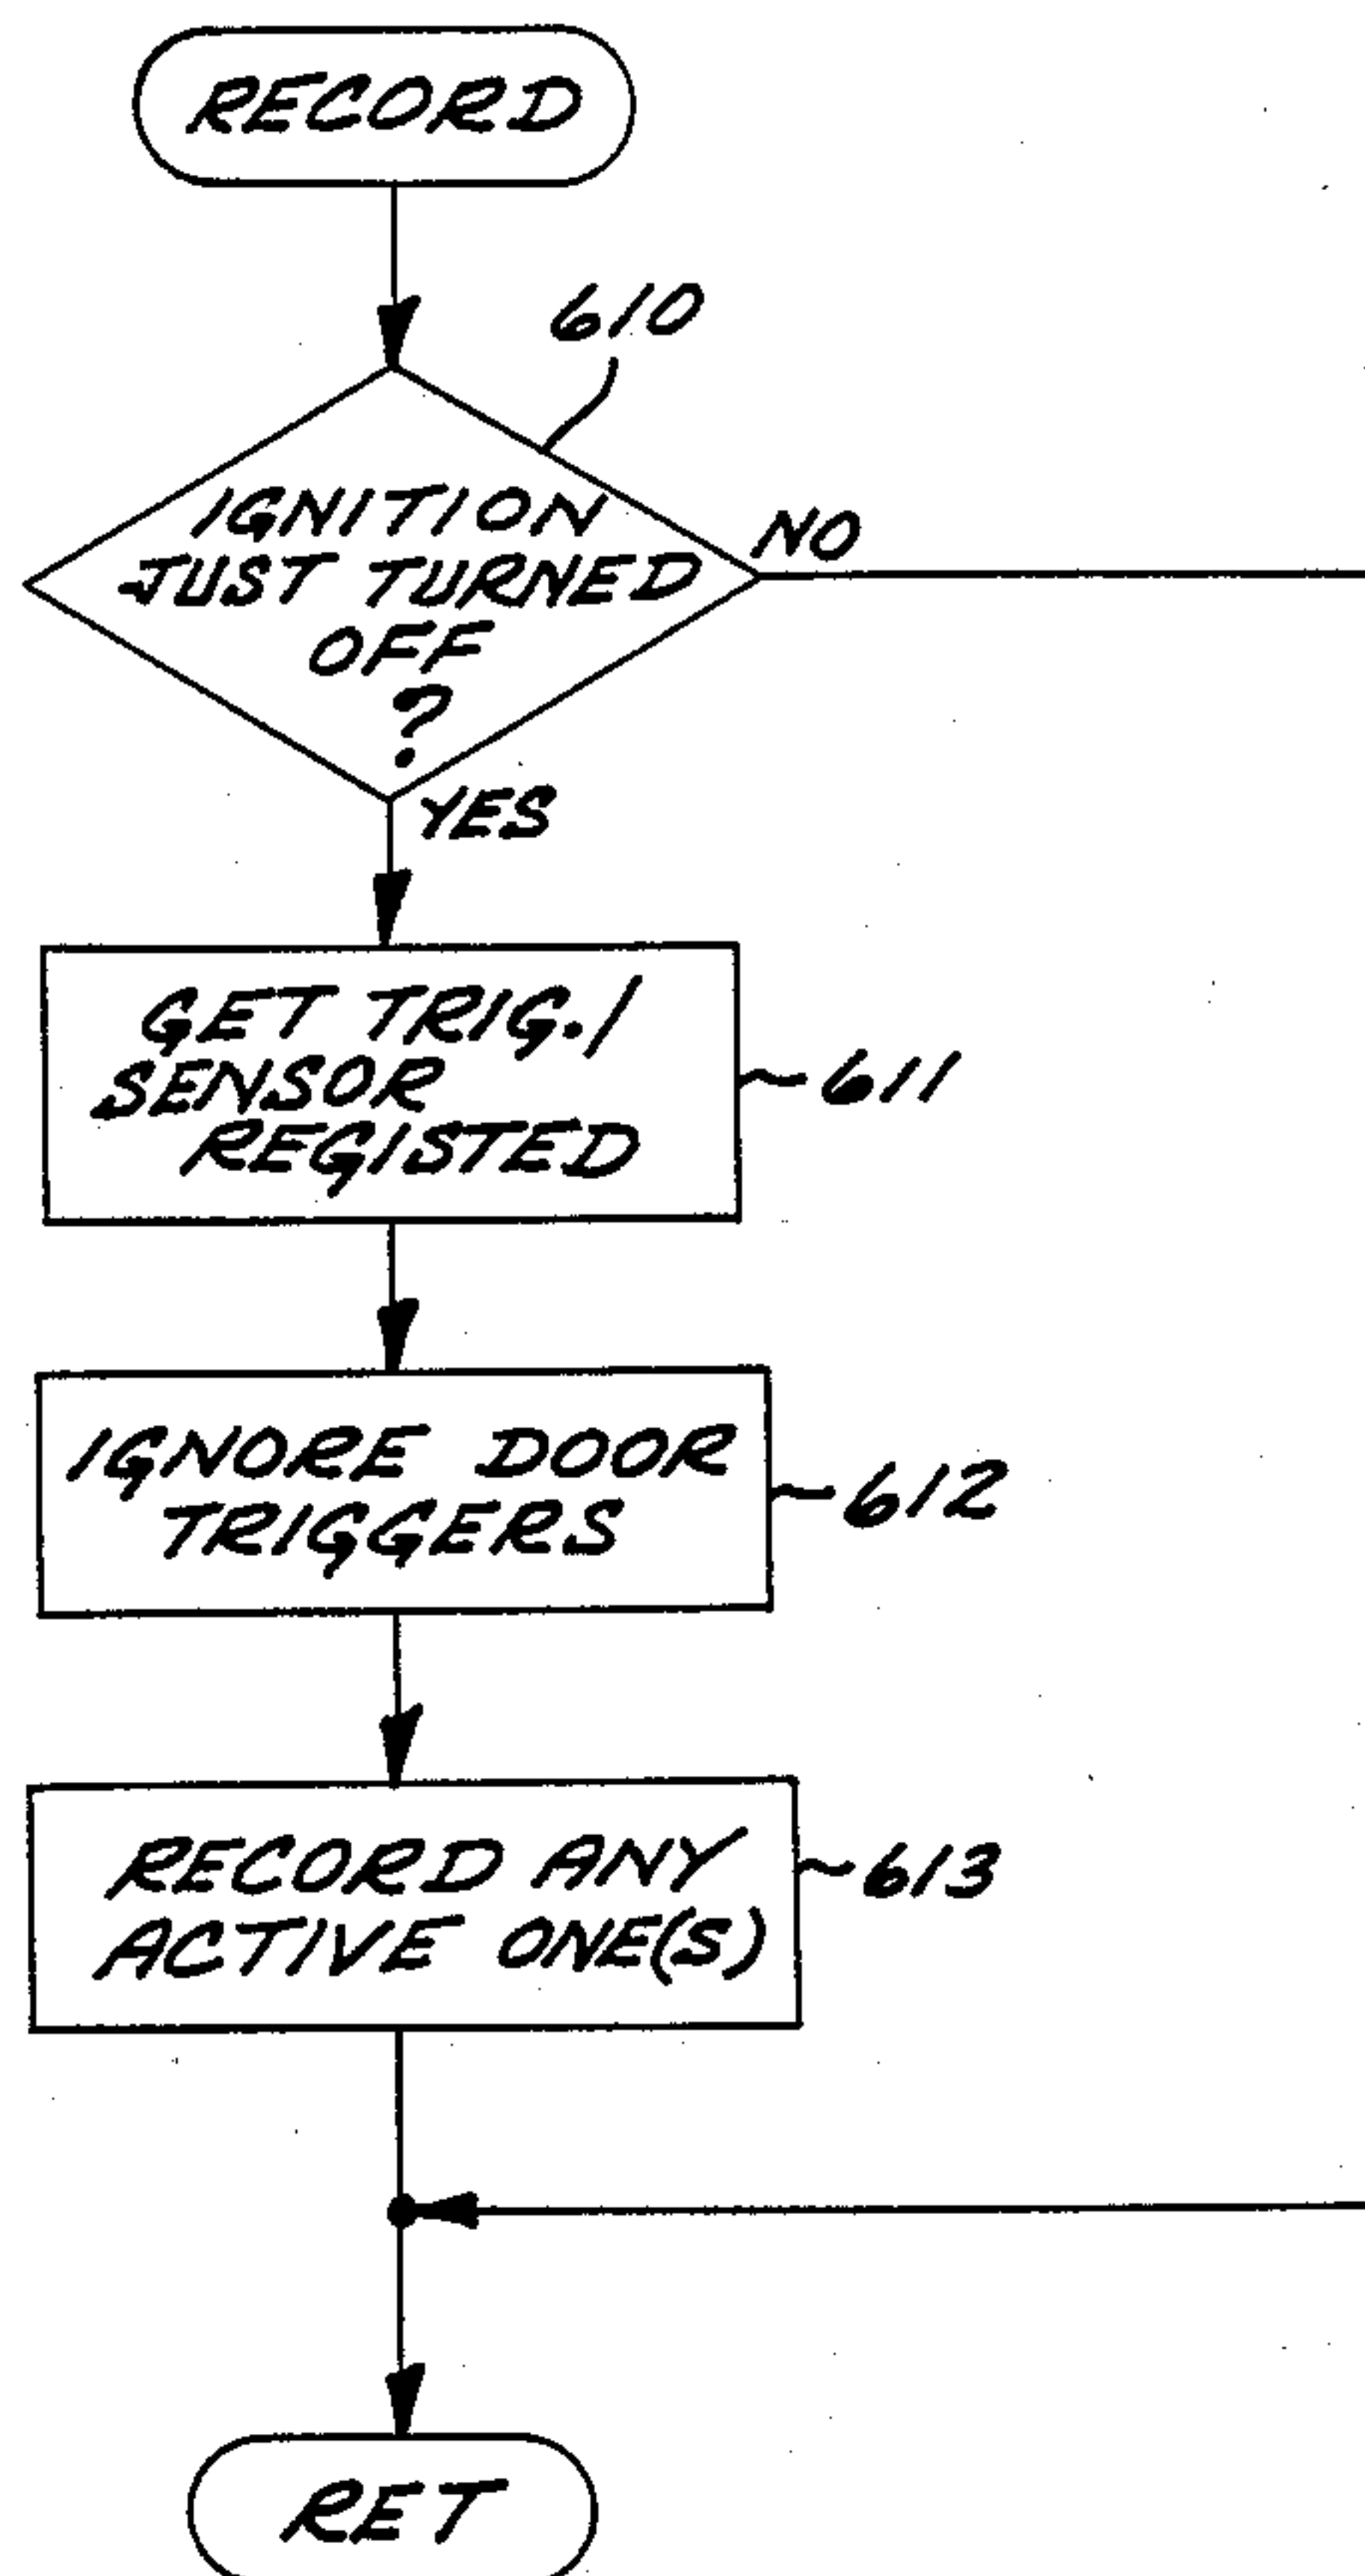 RECORD
610
IGNITION
JUST TURNED
OFF
?
NO
YES
GET TRIG./
SENSOR
REGISTED
611
IGNORE DOOR
TRIGGERS
612
RECORD ANY
ACTIVE ONE(S)
613
RET